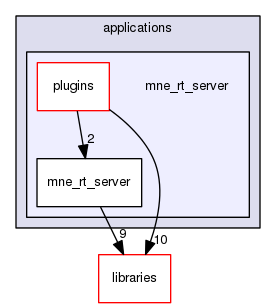 applications
plugins
mne_rt_server
2
mne_rt_server
9
10
libraries